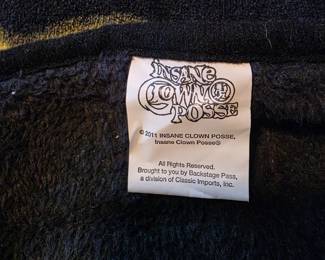 INSANE
CLOWN
POSSE
© 2011 INSANE CLOWN POSSE,
Insane Clown Posse®
All Rights Reserved.
Brought to you by Backstage Pass,
a division of Classic Imports, Inc.